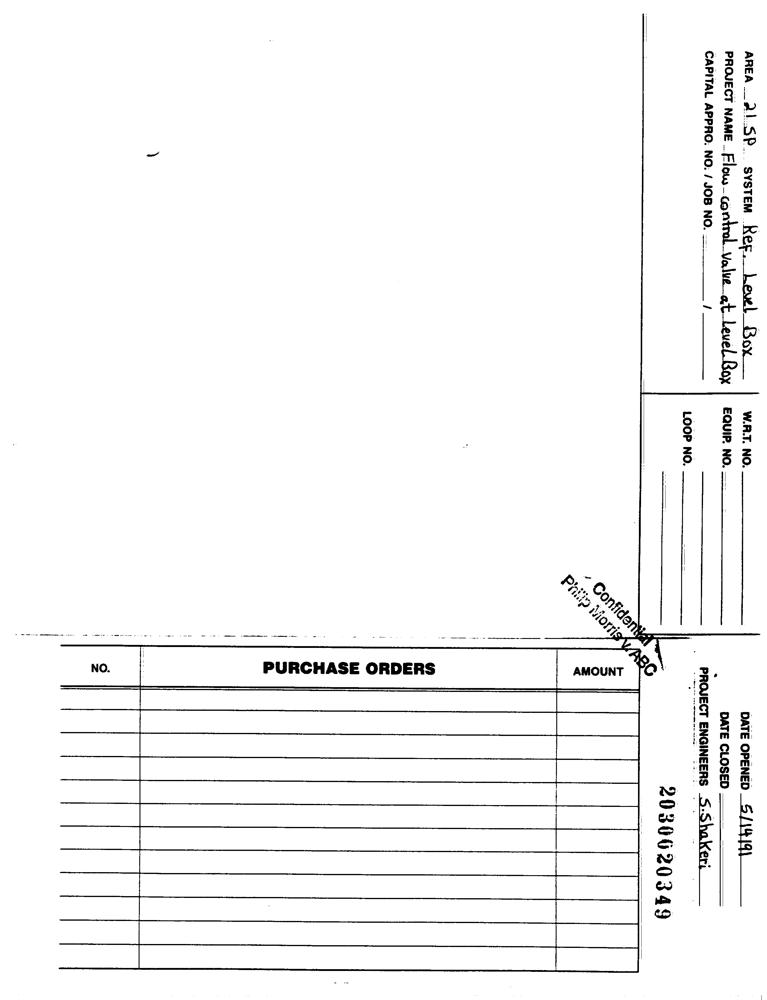 AREA 21 SP SYSTEM Ref. Level Box
PROJECT NAME Flow control valve at Level Box
CAPITAL APPRO. NO. / JOB NO. /
W.R.T. NO.
EQUIP. NO.
LOOP NO.
DATE OPENED 5/14/91
DATE CLOSED
PROJECT ENGINEERS S.Shakeri
Confidential
Philip Morris v. ABC
NO. PURCHASE ORDERS AMOUNT
2030620349